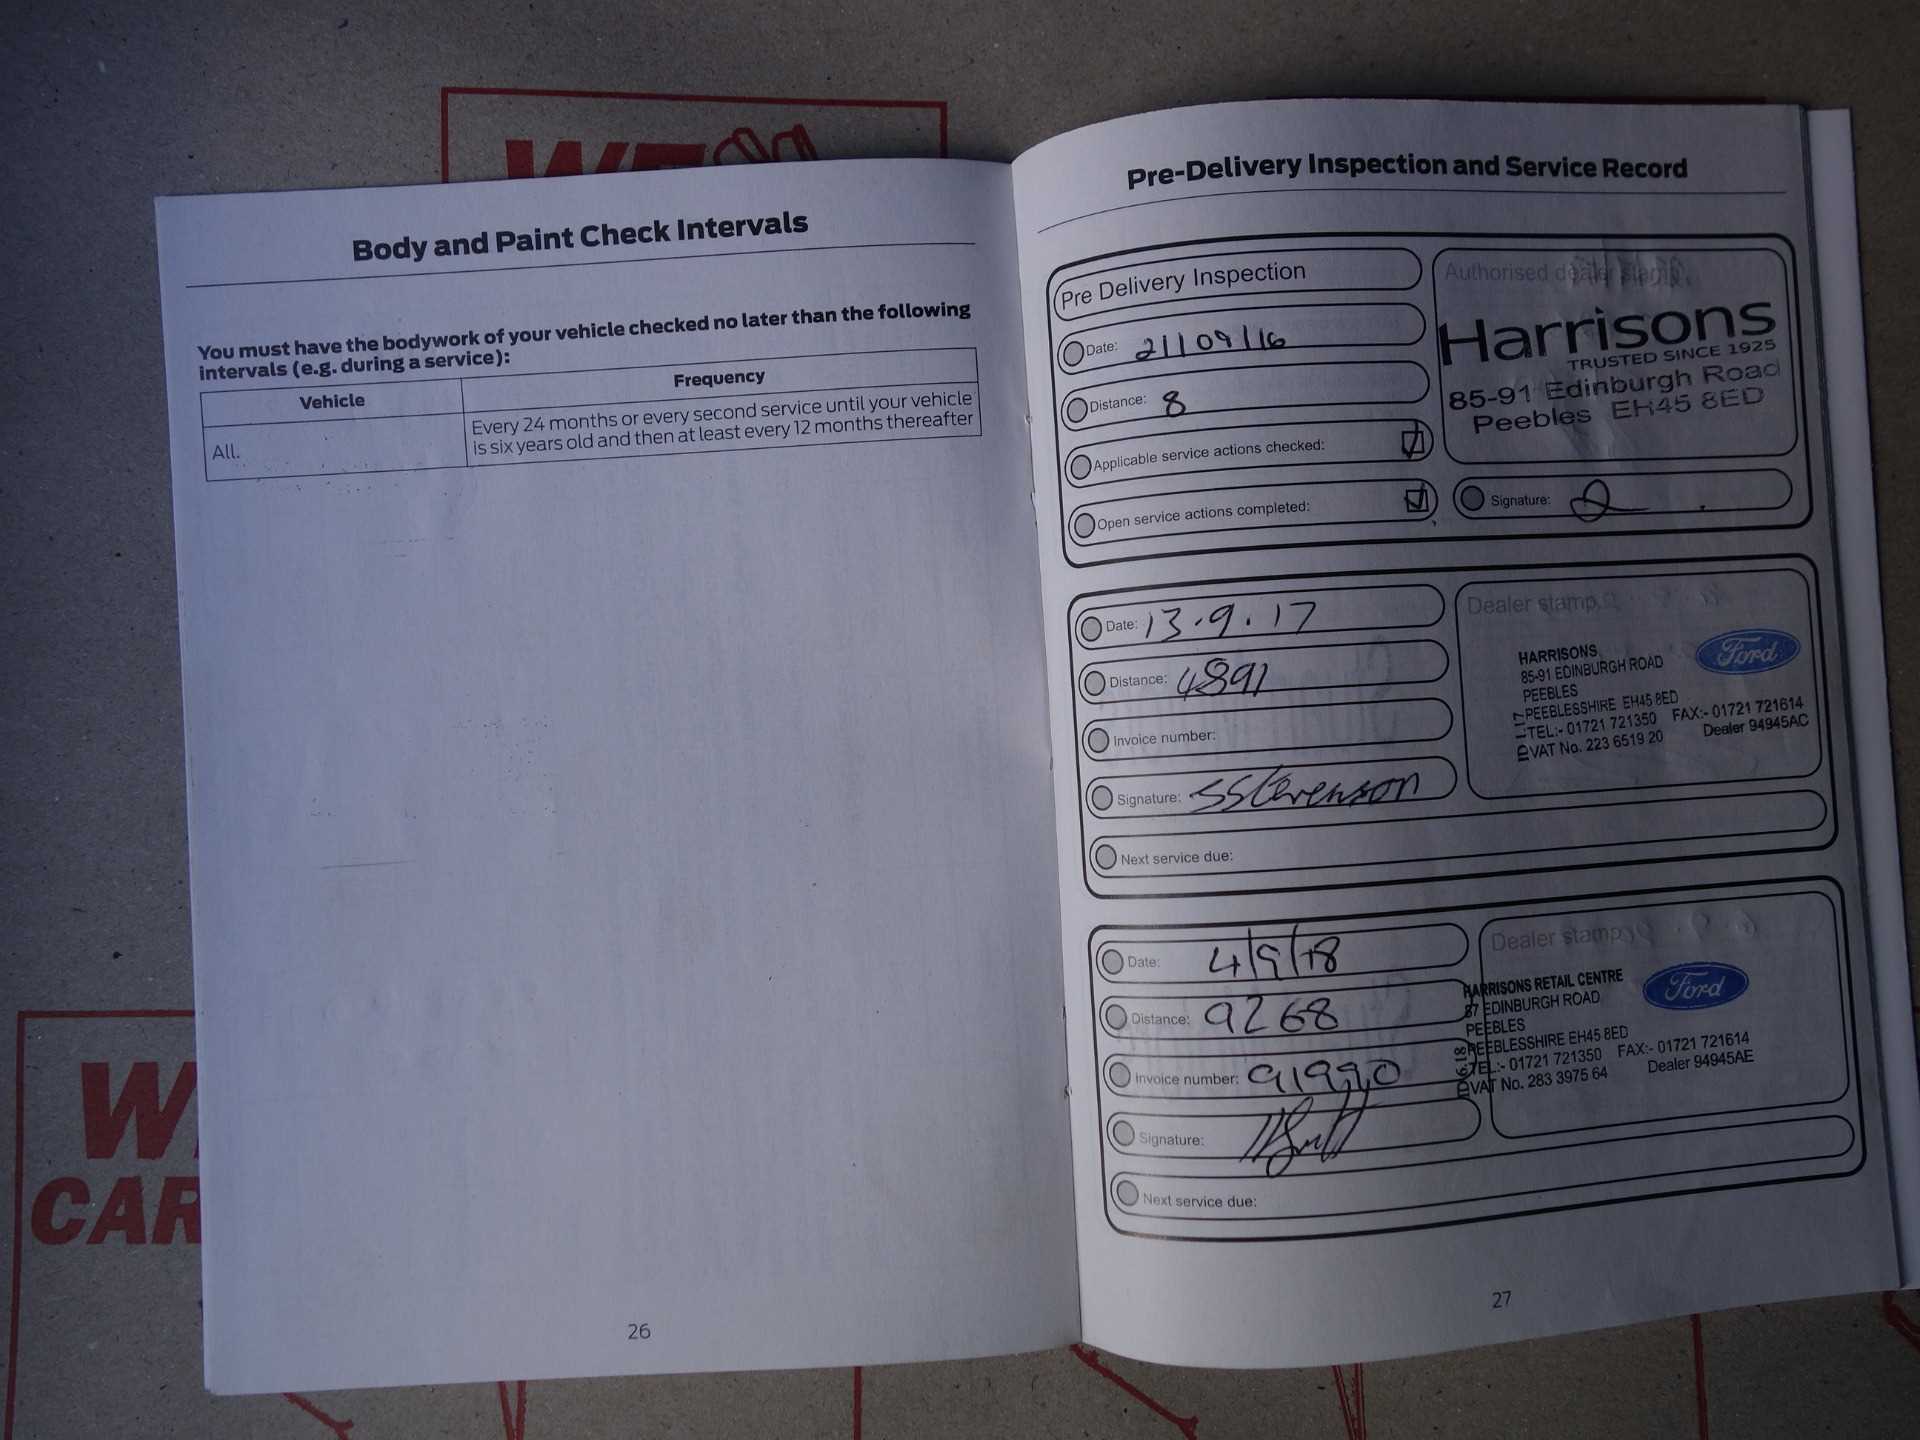 WE
Body and Paint Check Intervals
You must have the bodywork of your vehicle checked no later than the following
intervals (e.g. during a service):
Vehicle
Frequency
All.
Every 24 months or every second service until your vehicle
is six years old and then at least every 12 months thereafter
26
WE
CAR
Pre-Delivery Inspection and Service Record
Pre Delivery Inspection
Date: 21/09/16
Distance: 8
Applicable service actions checked:
Open service actions completed:
Authorised dealer stamp
Harrisons
TRUSTED SINCE 1925
85-91 Edinburgh Road
Peebles EH45 8ED
Signature:
Date: 13.9.17
Distance: 4891
Invoice number:
Signature: SStevenson
Next service due:
Dealer stamp
Ford
HARRISONS
85-91 EDINBURGH ROAD
PEEBLES
PEEBLESSHIRE EH45 8ED
TEL:- 01721 721350 FAX:- 01721 721614
VAT No. 223 6519 20 Dealer 94945AC
Date: 4/9/18
Distance: 9268
Invoice number: 91990
Signature:
Next service due:
Dealer stamp
Ford
HARRISONS RETAIL CENTRE
87 EDINBURGH ROAD
PEEBLES
PEEBLESSHIRE EH45 8ED
TEL:- 01721 721350 FAX:- 01721 721614
VAT No. 283 3975 64 Dealer 94945AE
27